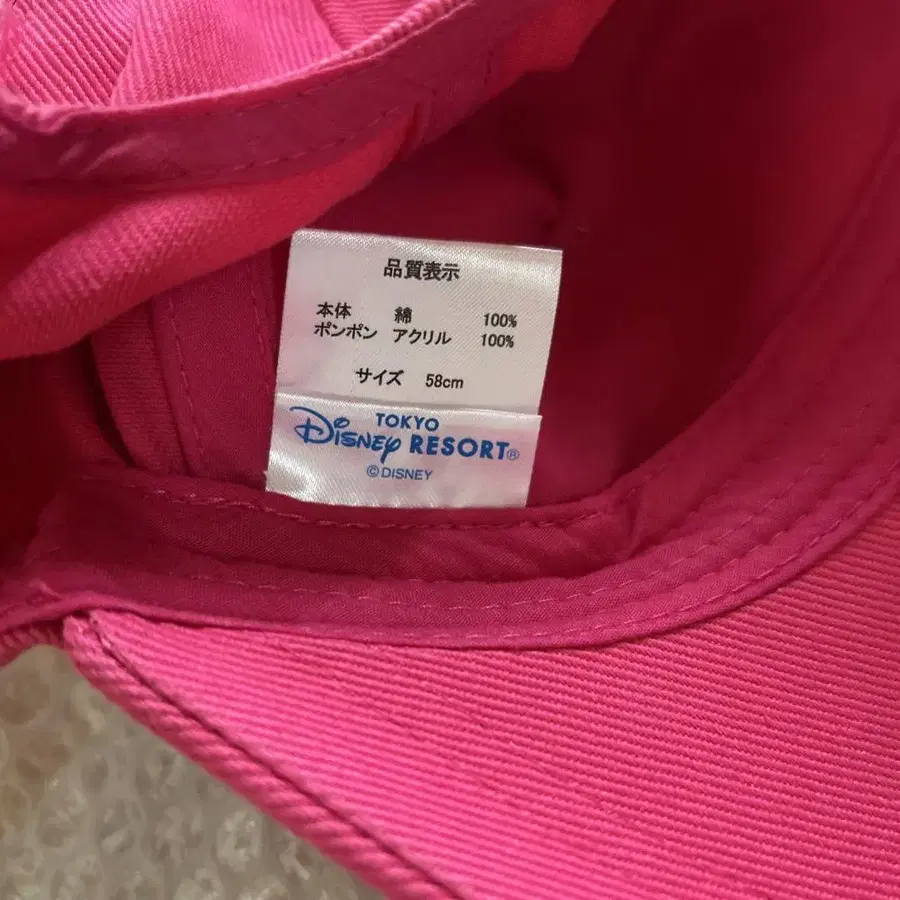 品質表示
本体 綿 100%
ポンポン アクリル 100%
サイズ 58cm
TOKYO
Disney RESORT®
©DISNEY